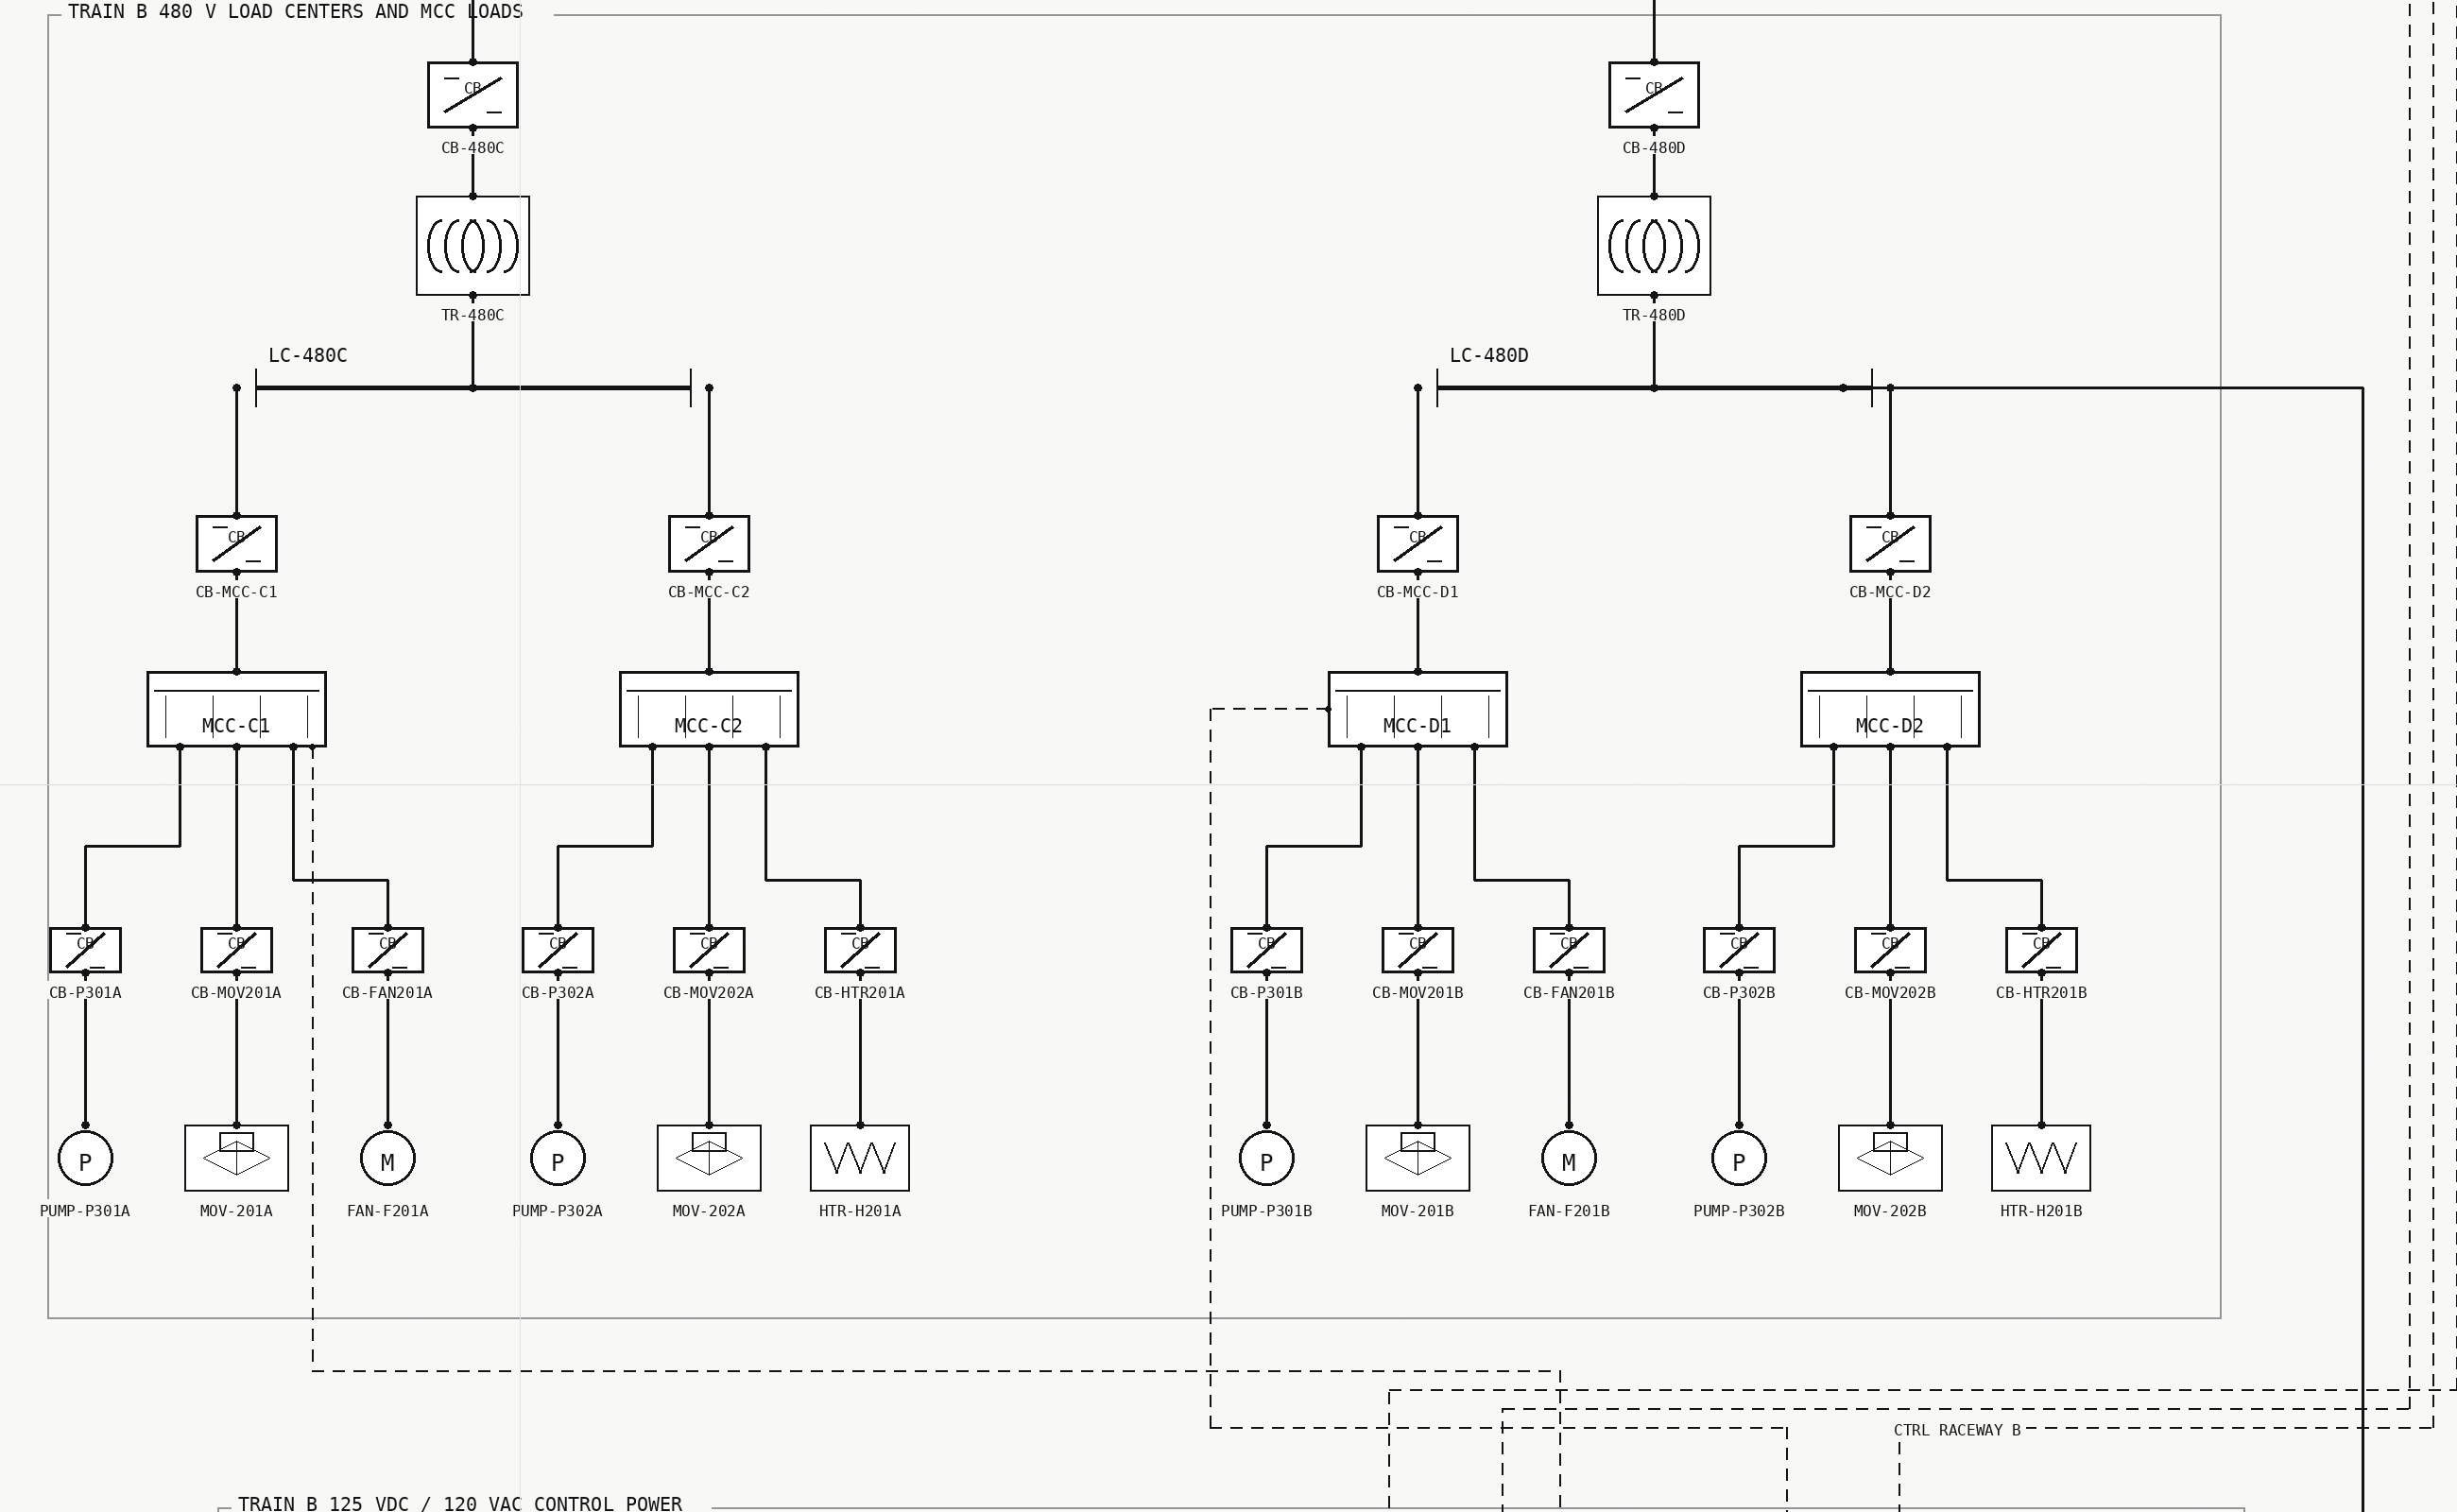 TRAIN B 480 V LOAD CENTERS AND MCC LOADS
CB CB
CB-480C CB-480D
TR-480C TR-480D
LC-480C LC-480D
CB CB CB CB
CB-MCC-C1 CB-MCC-C2 CB-MCC-D1 CB-MCC-D2
MCC-C1 MCC-C2 MCC-D1 MCC-D2
CB CB CB CB CB CB CB CB CB CB CB CB
CB-P301A CB-MOV201A CB-FAN201A CB-P302A CB-MOV202A CB-HTR201A CB-P301B CB-MOV201B CB-FAN201B CB-P302B CB-MOV202B CB-HTR201B
P M P P M P
PUMP-P301A MOV-201A FAN-F201A PUMP-P302A MOV-202A HTR-H201A PUMP-P301B MOV-201B FAN-F201B PUMP-P302B MOV-202B HTR-H201B
CTRL RACEWAY B
TRAIN B 125 VDC / 120 VAC CONTROL POWER